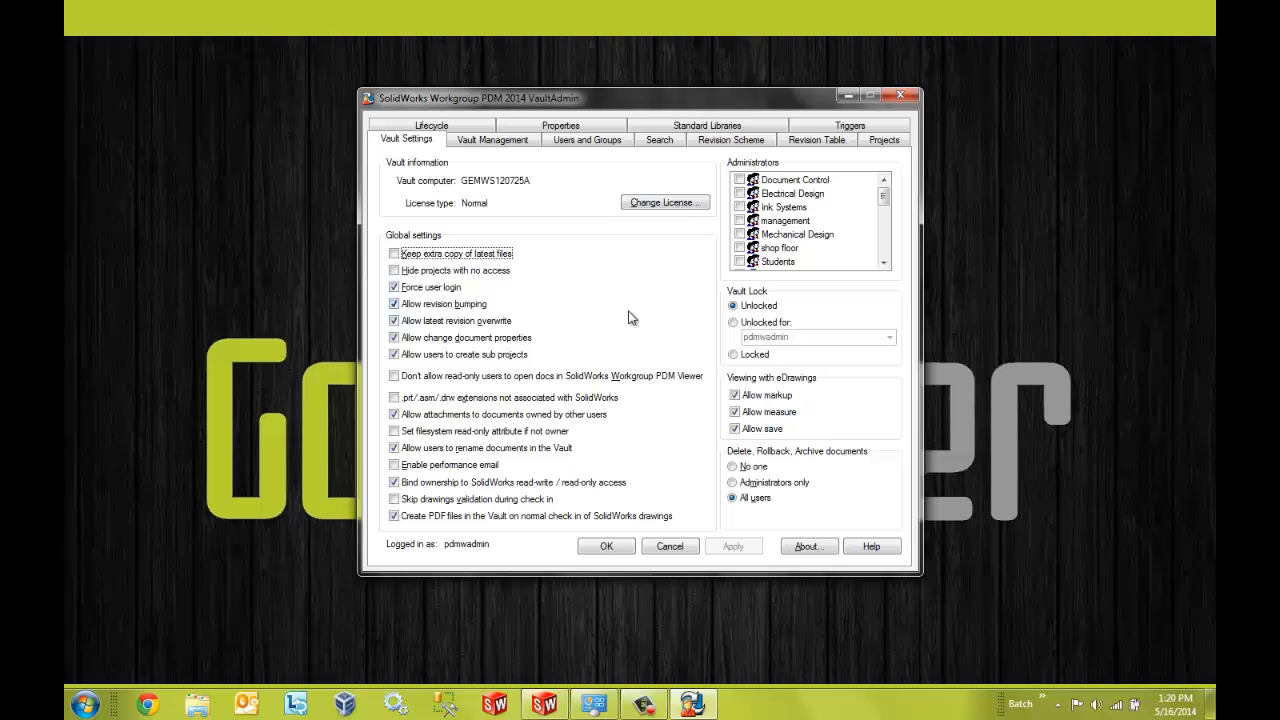 SolidWorks Workgroup PDM 2014 VaultAdmin
Lifecycle
Properties
Standard Libraries
Triggers
Vault Settings
Vault Management
Users and Groups
Search
Revision Scheme
Revision Table
Projects
Vault information
Vault computer: GEMWS120725A
License type: Normal
Change License...
Global settings
Keep extra copy of latest files
Hide projects with no access
Force user login
Allow revision bumping
Allow latest revision overwrite
Allow change document properties
Allow users to create sub projects
Don't allow read-only users to open docs in SolidWorks Workgroup PDM Viewer
.prt/.asm/.drw extensions not associated with SolidWorks
Allow attachments to documents owned by other users
Set filesystem read-only attribute if not owner
Allow users to rename documents in the Vault
Enable performance email
Bind ownership to SolidWorks read-write / read-only access
Skip drawings validation during check in
Create PDF files in the Vault on normal check in of SolidWorks drawings
Administrators
Document Control
Electrical Design
Ink Systems
management
Mechanical Design
shop floor
Students
Vault Lock
Unlocked
Unlocked for:
pdmwadmin
Locked
Viewing with eDrawings
Allow markup
Allow measure
Allow save
Delete, Rollback, Archive documents
No one
Administrators only
All users
Logged in as: pdmwadmin
OK
Cancel
Apply
About...
Help
SW
SW
Batch
1:20 PM
5/16/2014